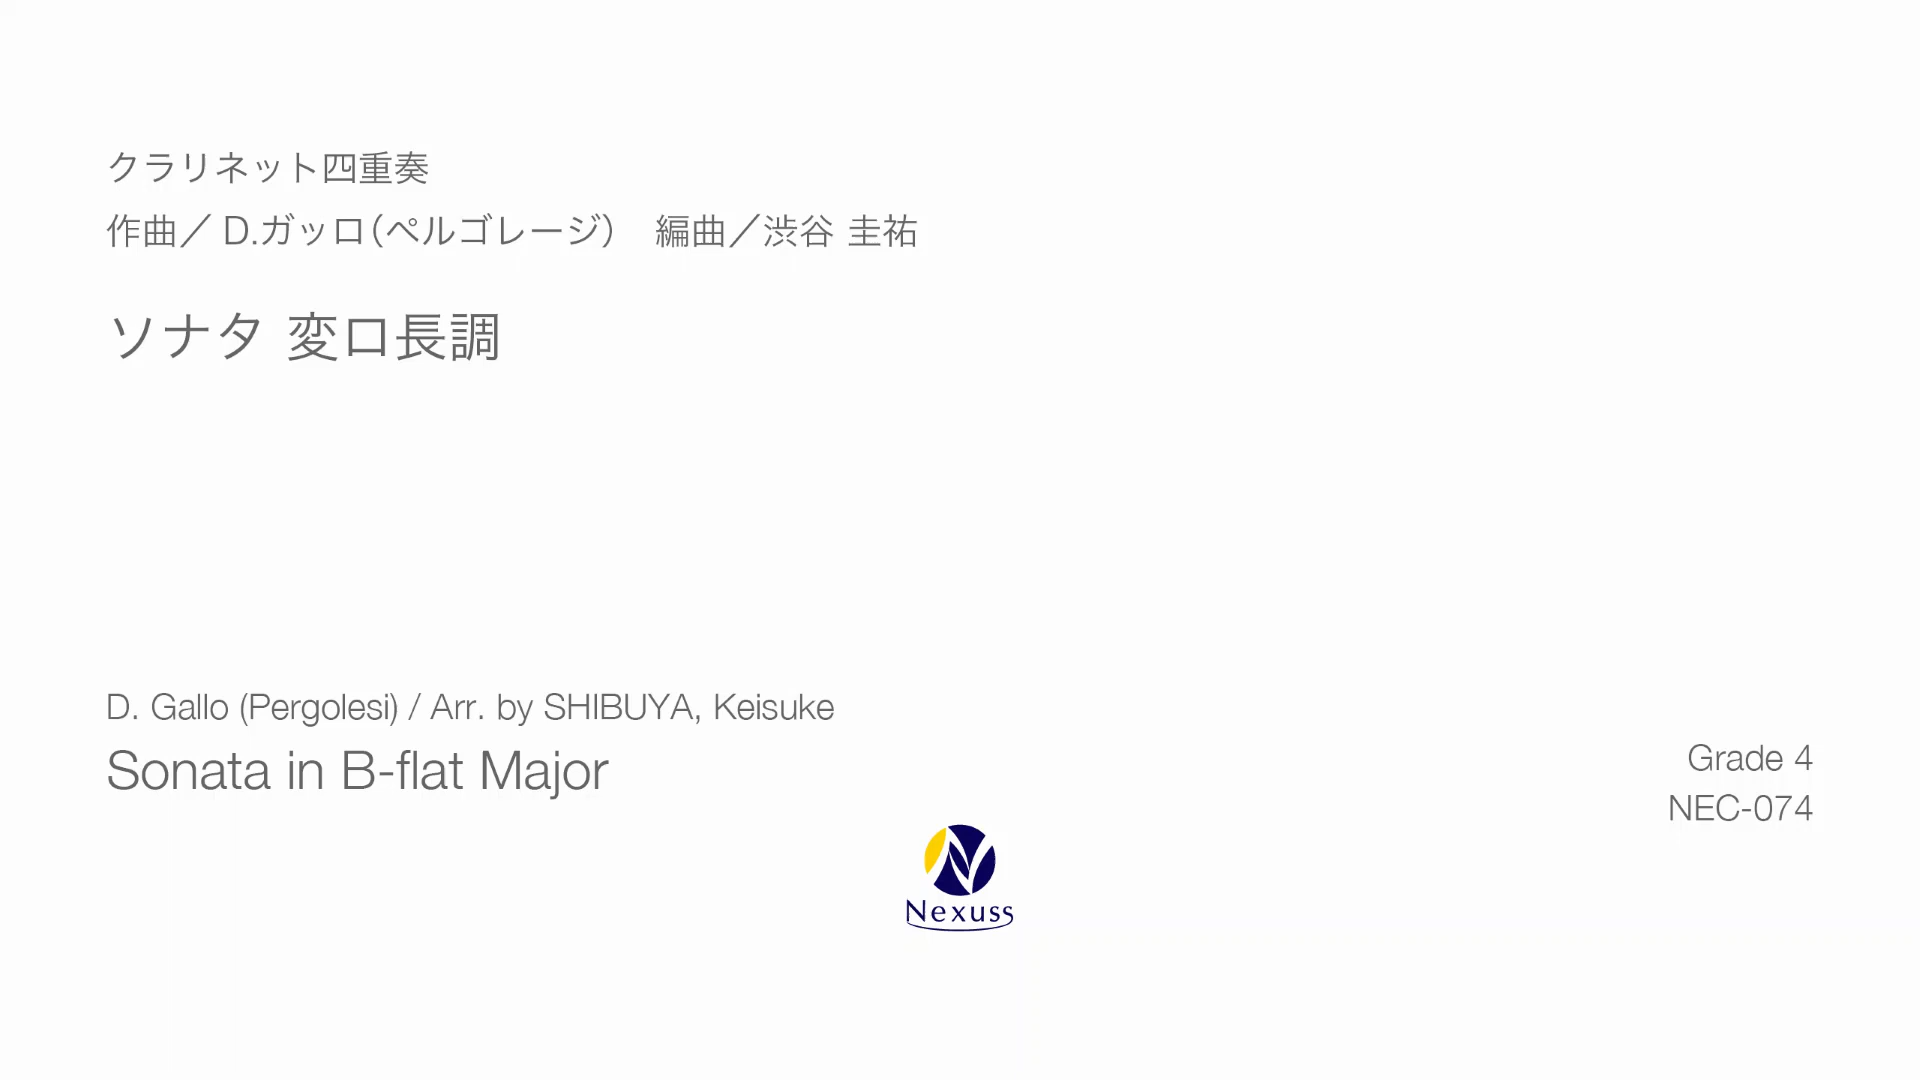 クラリネット四重奏
作曲／D.ガッロ（ペルゴレージ）　編曲／渋谷 圭祐
ソナタ 変ロ長調
D. Gallo (Pergolesi) / Arr. by SHIBUYA, Keisuke
Sonata in B-flat Major
Grade 4
NEC-074
Nexuss